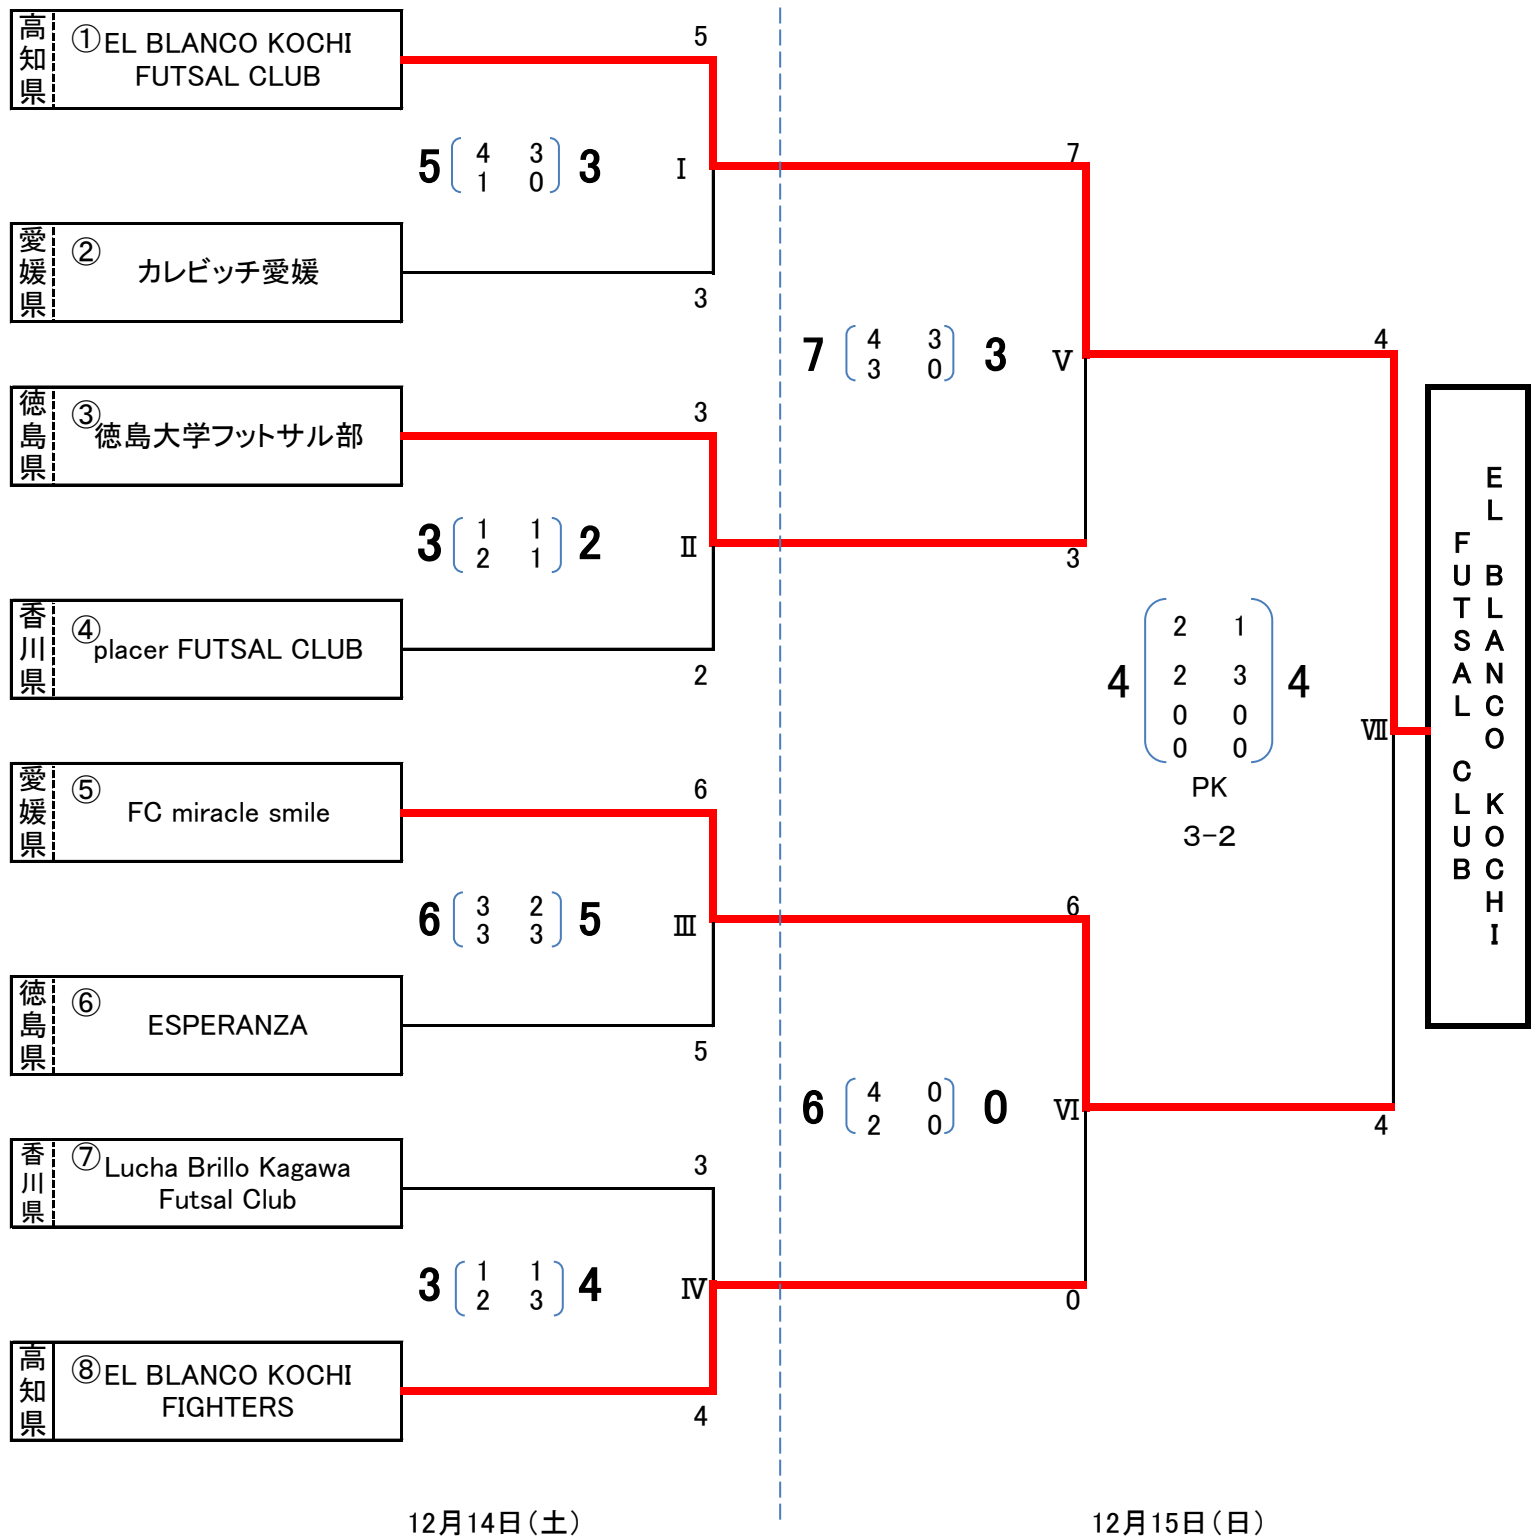 高知県
①EL BLANCO KOCHI
FUTSAL CLUB
5
5 4 3 3
1 0
Ⅰ
愛媛県
②
カレビッチ愛媛
3
徳島県
③
徳島大学フットサル部
3
3 1 1 2
2 1
Ⅱ
香川県
④
placer FUTSAL CLUB
2
愛媛県
⑤
FC miracle smile
6
6 3 2 5
3 3
Ⅲ
徳島県
⑥
ESPERANZA
5
香川県
⑦Lucha Brillo Kagawa
Futsal Club
3
3 1 1 4
2 3
Ⅳ
高知県
⑧EL BLANCO KOCHI
FIGHTERS
4
7
7 4 3 3
3 0
Ⅴ
3
6
6 4 0 0
2 0
Ⅵ
0
4
2 1
4 2 3 4
0 0
0 0
PK
3-2
Ⅶ
4
EL BLANCO KOCHI
FUTSAL CLUB
12月14日(土)
12月15日(日)